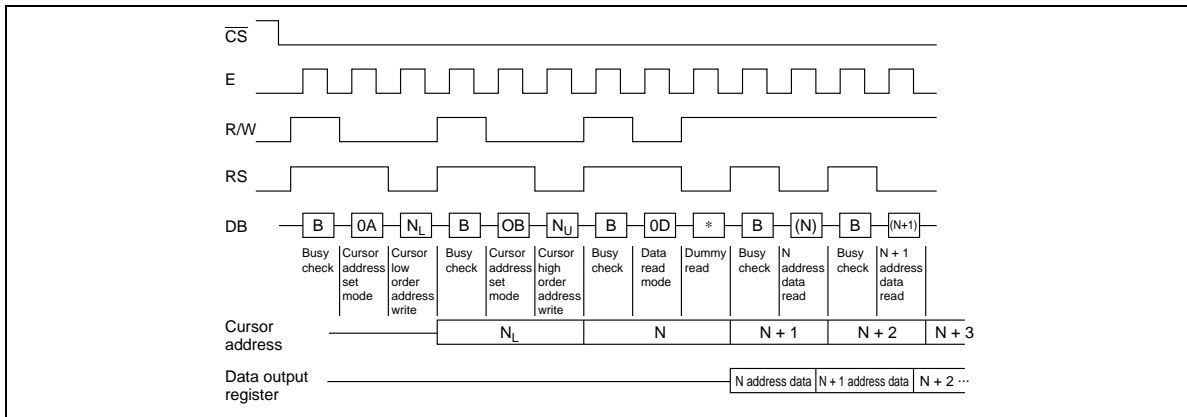 CS
E
R/W
RS
DB B 0A NL B OB NU B 0D * B (N) B (N+1)
Busy check
Cursor address set mode
Cursor low order address write
Busy check
Cursor address set mode
Cursor high order address write
Busy check
Data read mode
Dummy read
Busy check
N address data read
Busy check
N + 1 address data read
Cursor address NL N N + 1 N + 2 N + 3
Data output register N address data N + 1 address data N + 2 ···